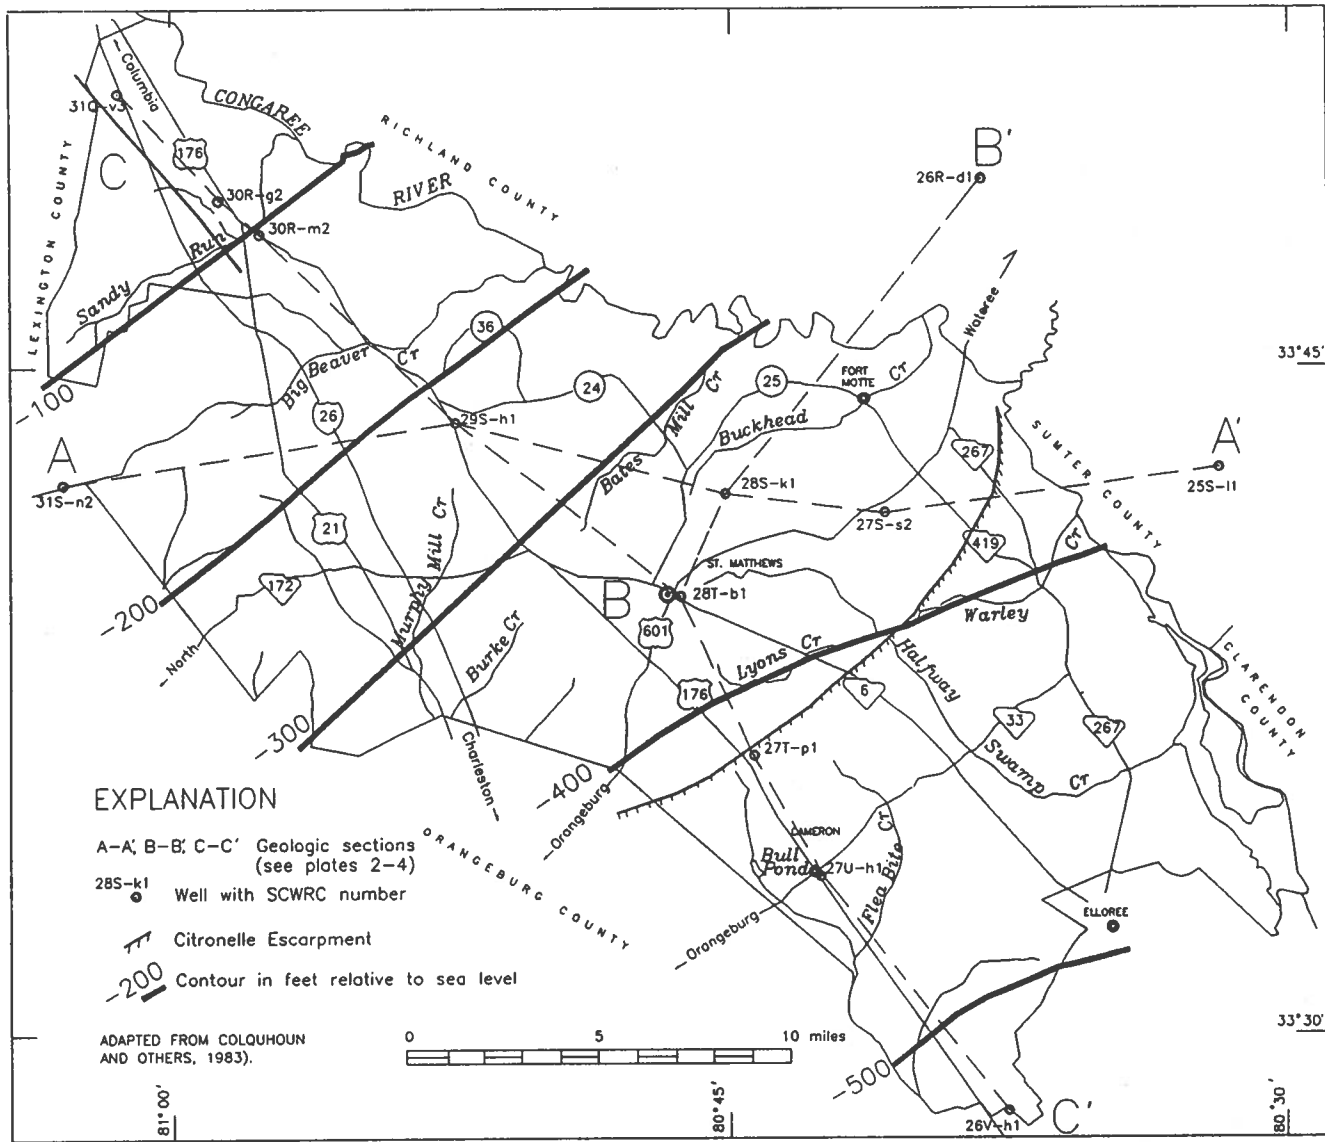 ← Columbia
31Q-v3
CONGAREE
RIVER
RICHLAND COUNTY
B'
26R-d1
176
C
LEXINGTON COUNTY
30R-g2
30R-m2
Sandy Run
Wateree
36
33°45'
Big Beaver Cr
24
25
FORT MOTTE
Cr
Buckhead
-100
26
29S-h1
Bates Mill Cr
A
31S-n2
267
SUMTER COUNTY
A'
25S-l1
28S-k1
27S-s2
21
419
Murphy Mill Cr
172
ST. MATTHEWS
B
28T-b1
Cr
Warley
-200
←North
601
Burke Cr
Lyons Cr
Halfway
Swamp
Cr
CLARENDON COUNTY
176
6
33
267
-300
Charleston→
27T-p1
-400
←Orangeburg
EXPLANATION
A-A', B-B', C-C' Geologic sections
(see plates 2-4)
28S-k1
Well with SCWRC number
Citronelle Escarpment
-200 Contour in feet relative to sea level
ORANGEBURG COUNTY
CAMERON
Bull
Pond
27U-h1
Flea Bite Cr
←Orangeburg
ELLOREE
ADAPTED FROM COLQUHOUN
AND OTHERS, 1983).
0 5 10 miles
33°30'
-500
C'
26V-h1
81°00'
80°45'
80°30'